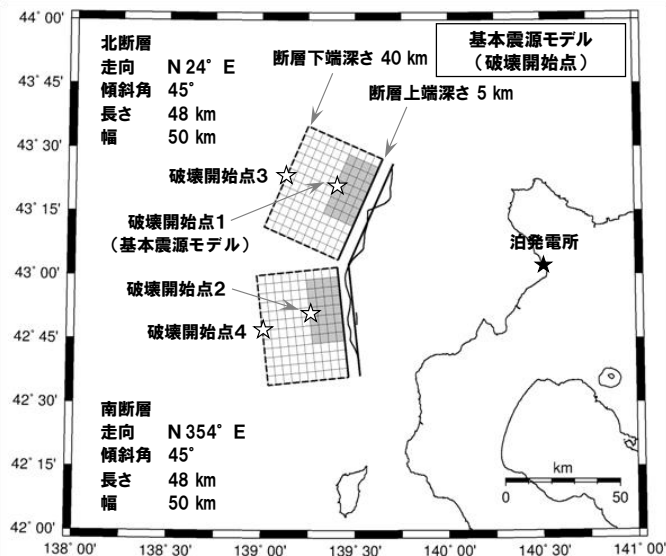 基本震源モデル
(破壊開始点)
北断層
走向 N 24° E
傾斜角 45°
長さ 48 km
幅 50 km
断層下端深さ 40 km
断層上端深さ 5 km
破壊開始点3
破壊開始点1
(基本震源モデル)
泊発電所
破壊開始点2
破壊開始点4
南断層
走向 N 354° E
傾斜角 45°
長さ 48 km
幅 50 km
km
0 50
44° 00'
43° 45'
43° 30'
43° 15'
43° 00'
42° 45'
42° 30'
42° 15'
42° 00'
138° 00' 138° 30' 139° 00' 139° 30' 140° 00' 140° 30' 141° 00'